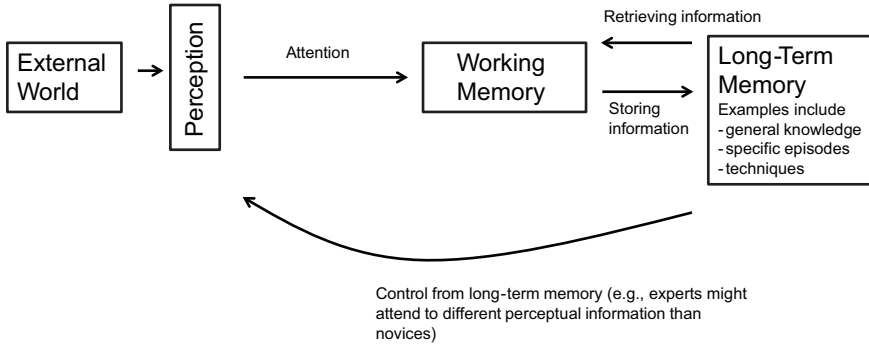 External
World
Perception
Attention
Working
Memory
Retrieving information
Storing
information
Long-Term
Memory
Examples include
- general knowledge
- specific episodes
- techniques
Control from long-term memory (e.g., experts might
attend to different perceptual information than
novices)